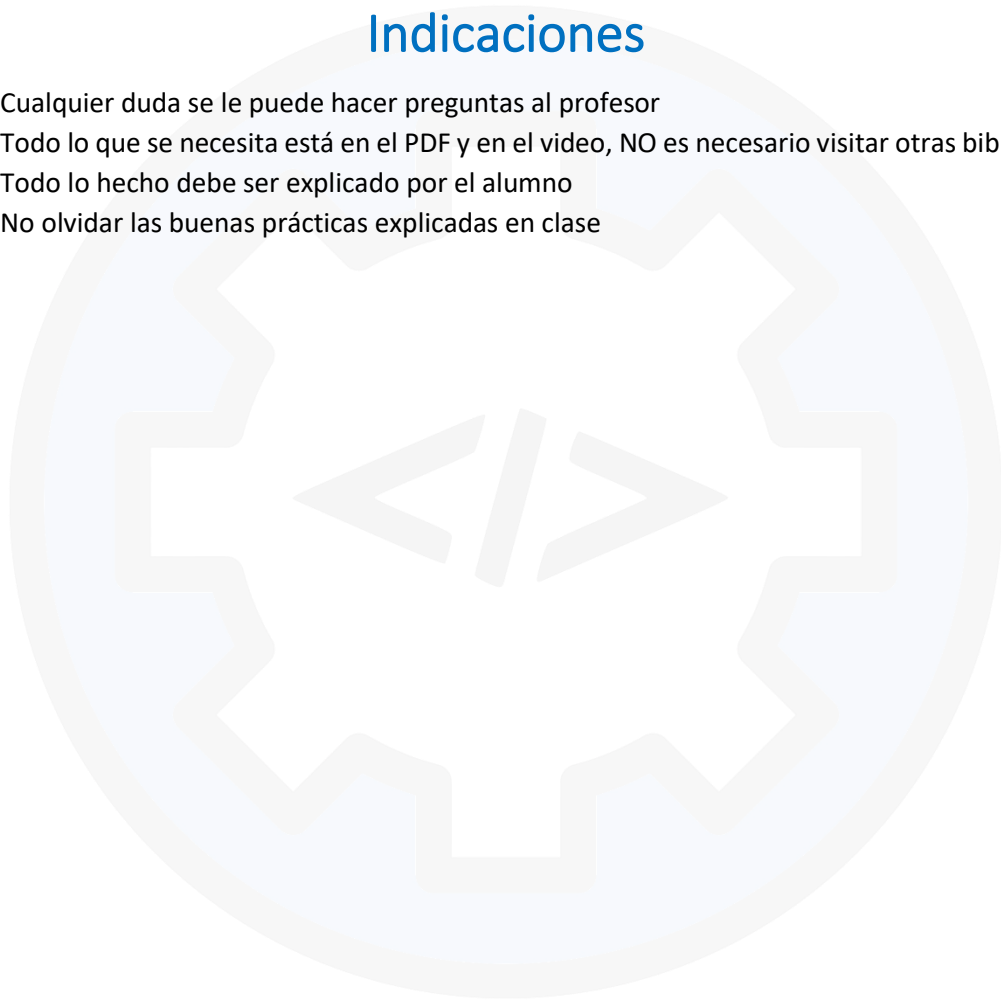 Indicaciones
Cualquier duda se le puede hacer preguntas al profesor
Todo lo que se necesita está en el PDF y en el video, NO es necesario visitar otras
Todo lo hecho debe ser explicado por el alumno
No olvidar las buenas prácticas explicadas en clase